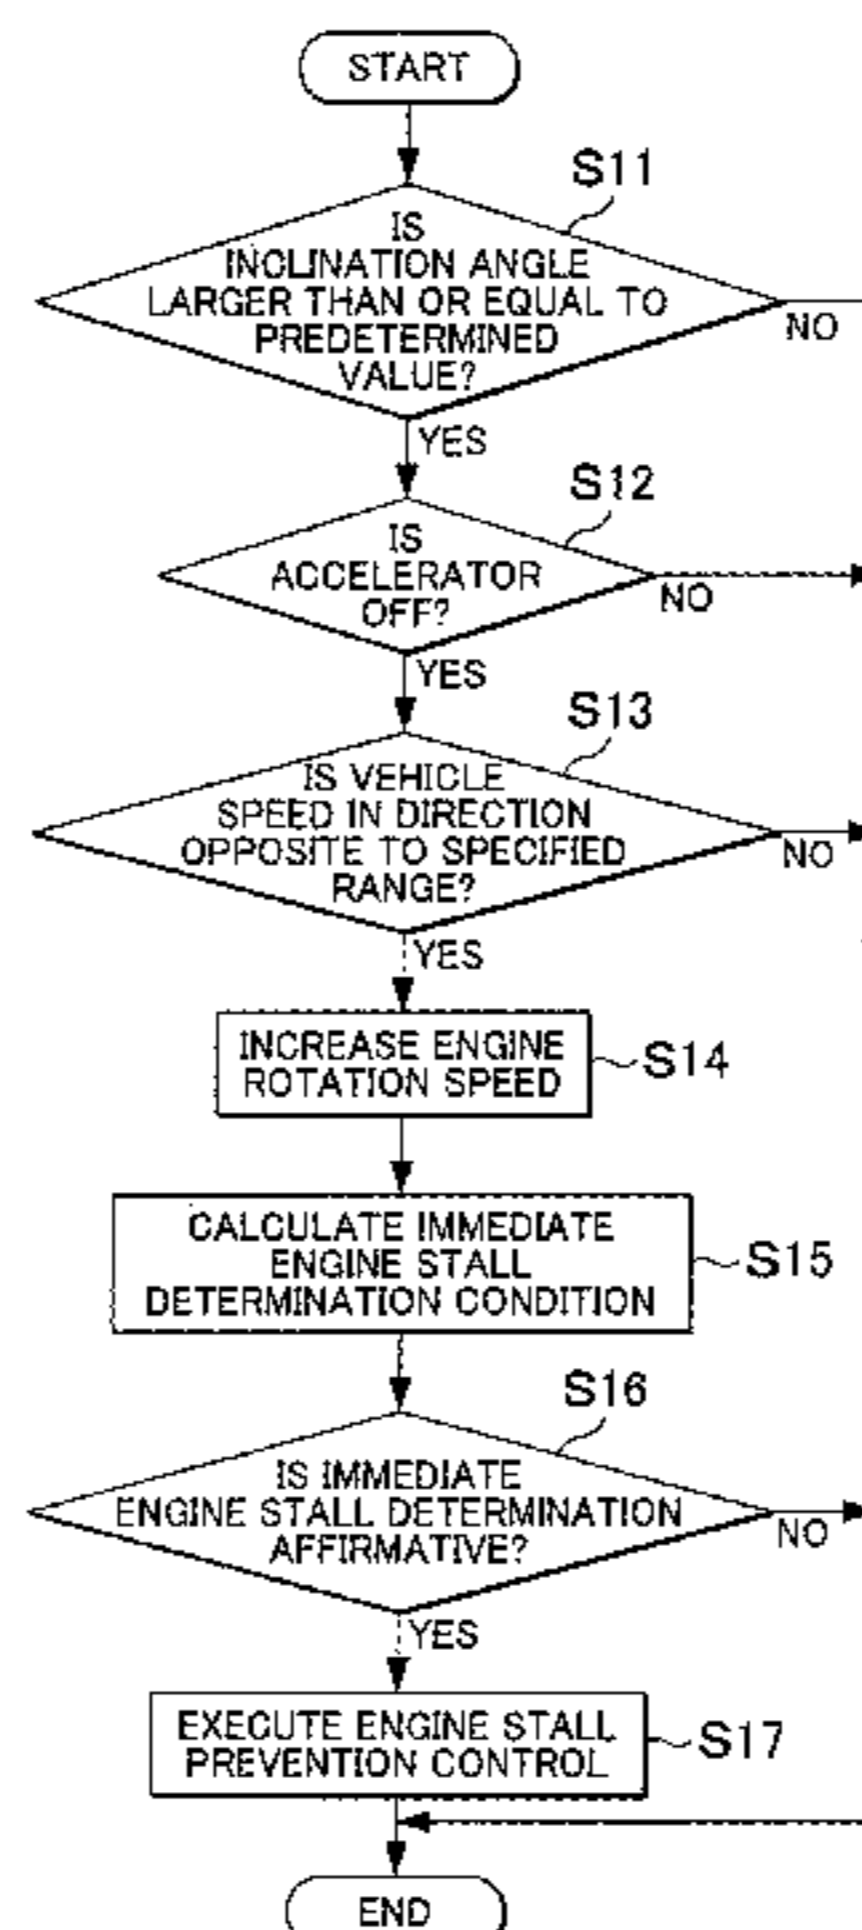 START
S11
IS
INCLINATION ANGLE
LARGER THAN OR EQUAL TO
PREDETERMINED
VALUE?
NO
YES
S12
IS
ACCELERATOR
OFF?
NO
YES
S13
IS VEHICLE
SPEED IN DIRECTION
OPPOSITE TO SPECIFIED
RANGE?
NO
YES
INCREASE ENGINE
ROTATION SPEED
S14
CALCULATE IMMEDIATE
ENGINE STALL
DETERMINATION CONDITION
S15
S16
IS IMMEDIATE
ENGINE STALL DETERMINATION
AFFIRMATIVE?
NO
YES
EXECUTE ENGINE STALL
PREVENTION CONTROL
S17
END